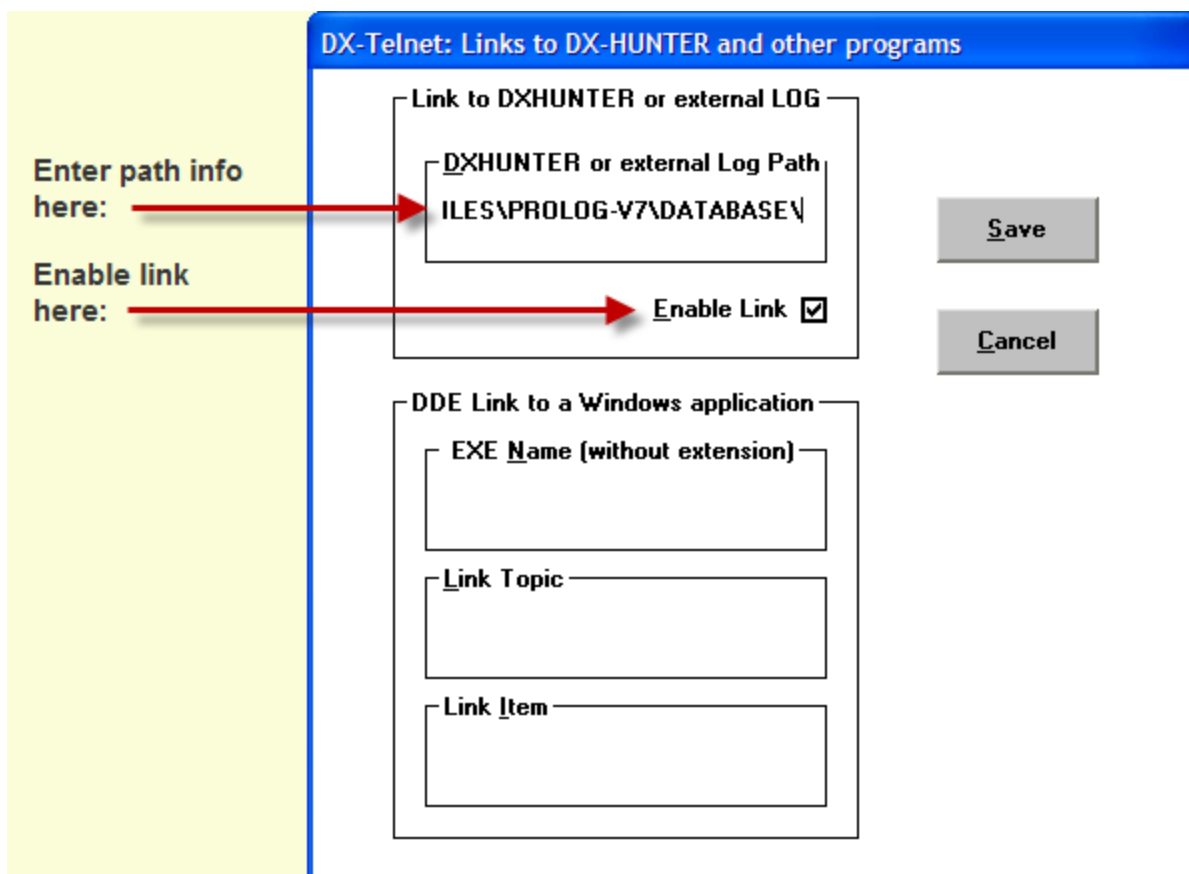 DX-Telnet: Links to DX-HUNTER and other programs
Link to DXHUNTER or external LOG
Enter path info
here:
DXHUNTER or external Log Path
ILES\PROLOG-V7\DATABASE\
Save
Enable link
here:
Enable Link
Cancel
DDE Link to a Windows application
EXE Name (without extension)
Link Topic
Link Item